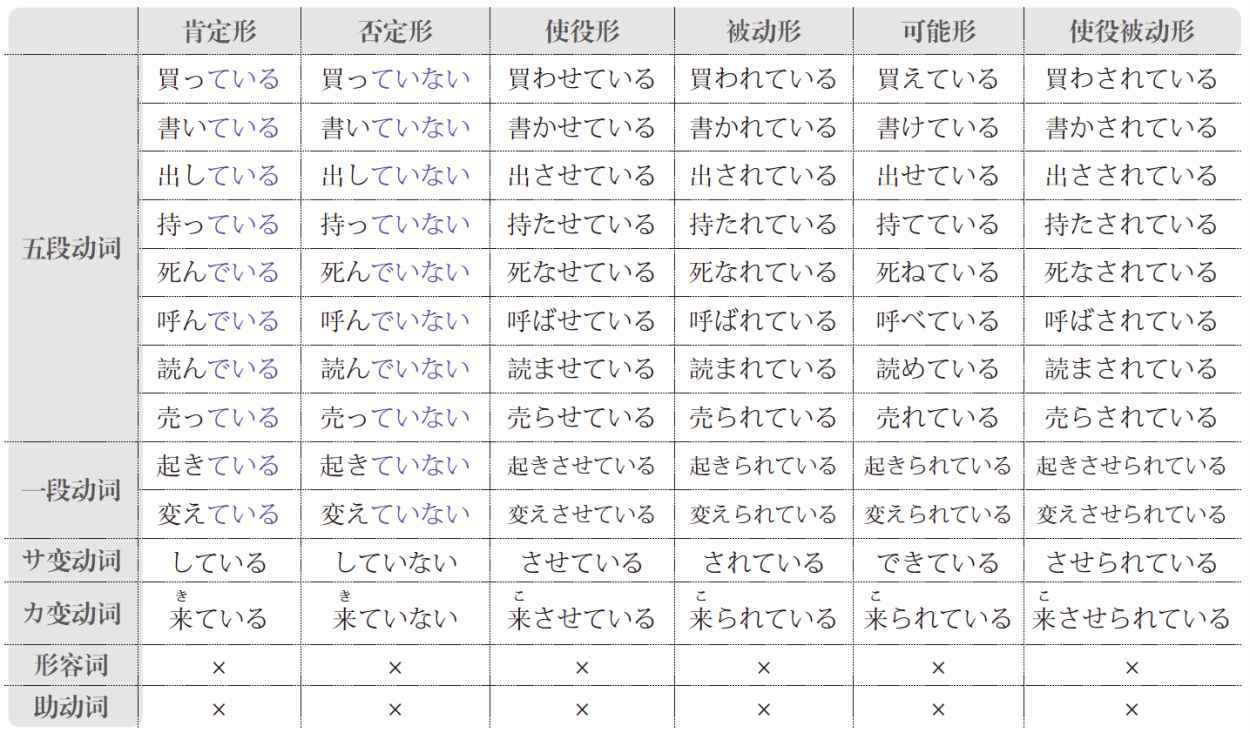 肯定形 否定形 使役形 被动形 可能形 使役被动形
五段动词
買っている 買っていない 買わせている 買われている 買えている 買わされている
書いている 書いていない 書かせている 書かれている 書けている 書かされている
出している 出していない 出させている 出されている 出せている 出さされている
持っている 持っていない 持たせている 持たれている 持てている 持たされている
死んでいる 死んでいない 死なせている 死なれている 死ねている 死なされている
呼んでいる 呼んでいない 呼ばせている 呼ばれている 呼べている 呼ばされている
読んでいる 読んでいない 読ませている 読まれている 読めている 読まされている
売っている 売っていない 売らせている 売られている 売れている 売らされている
一段动词
起きている 起きていない 起きさせている 起きられている 起きられている 起きさせられている
変えている 変えていない 変えさせている 変えられている 変えられている 変えさせられている
サ变动词 している していない させている されている できている させられている
き き こ こ こ こ
カ变动词 来ている 来ていない 来させている 来られている 来られている 来させられている
形容词 × × × × × ×
助动词 × × × × × ×